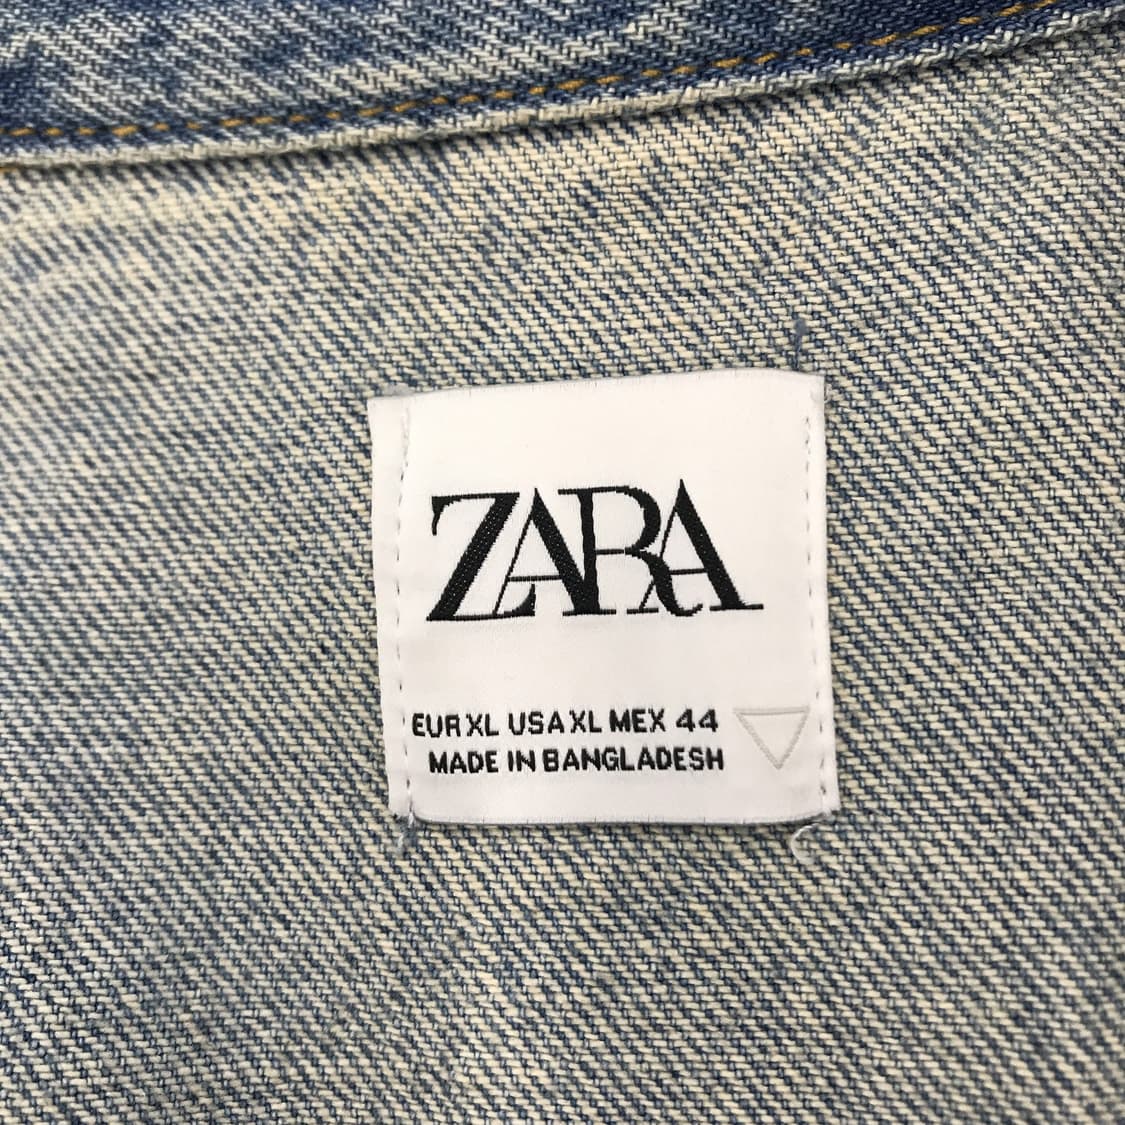 ZARA
EUR XL USA XL MEX 44
MADE IN BANGLADESH